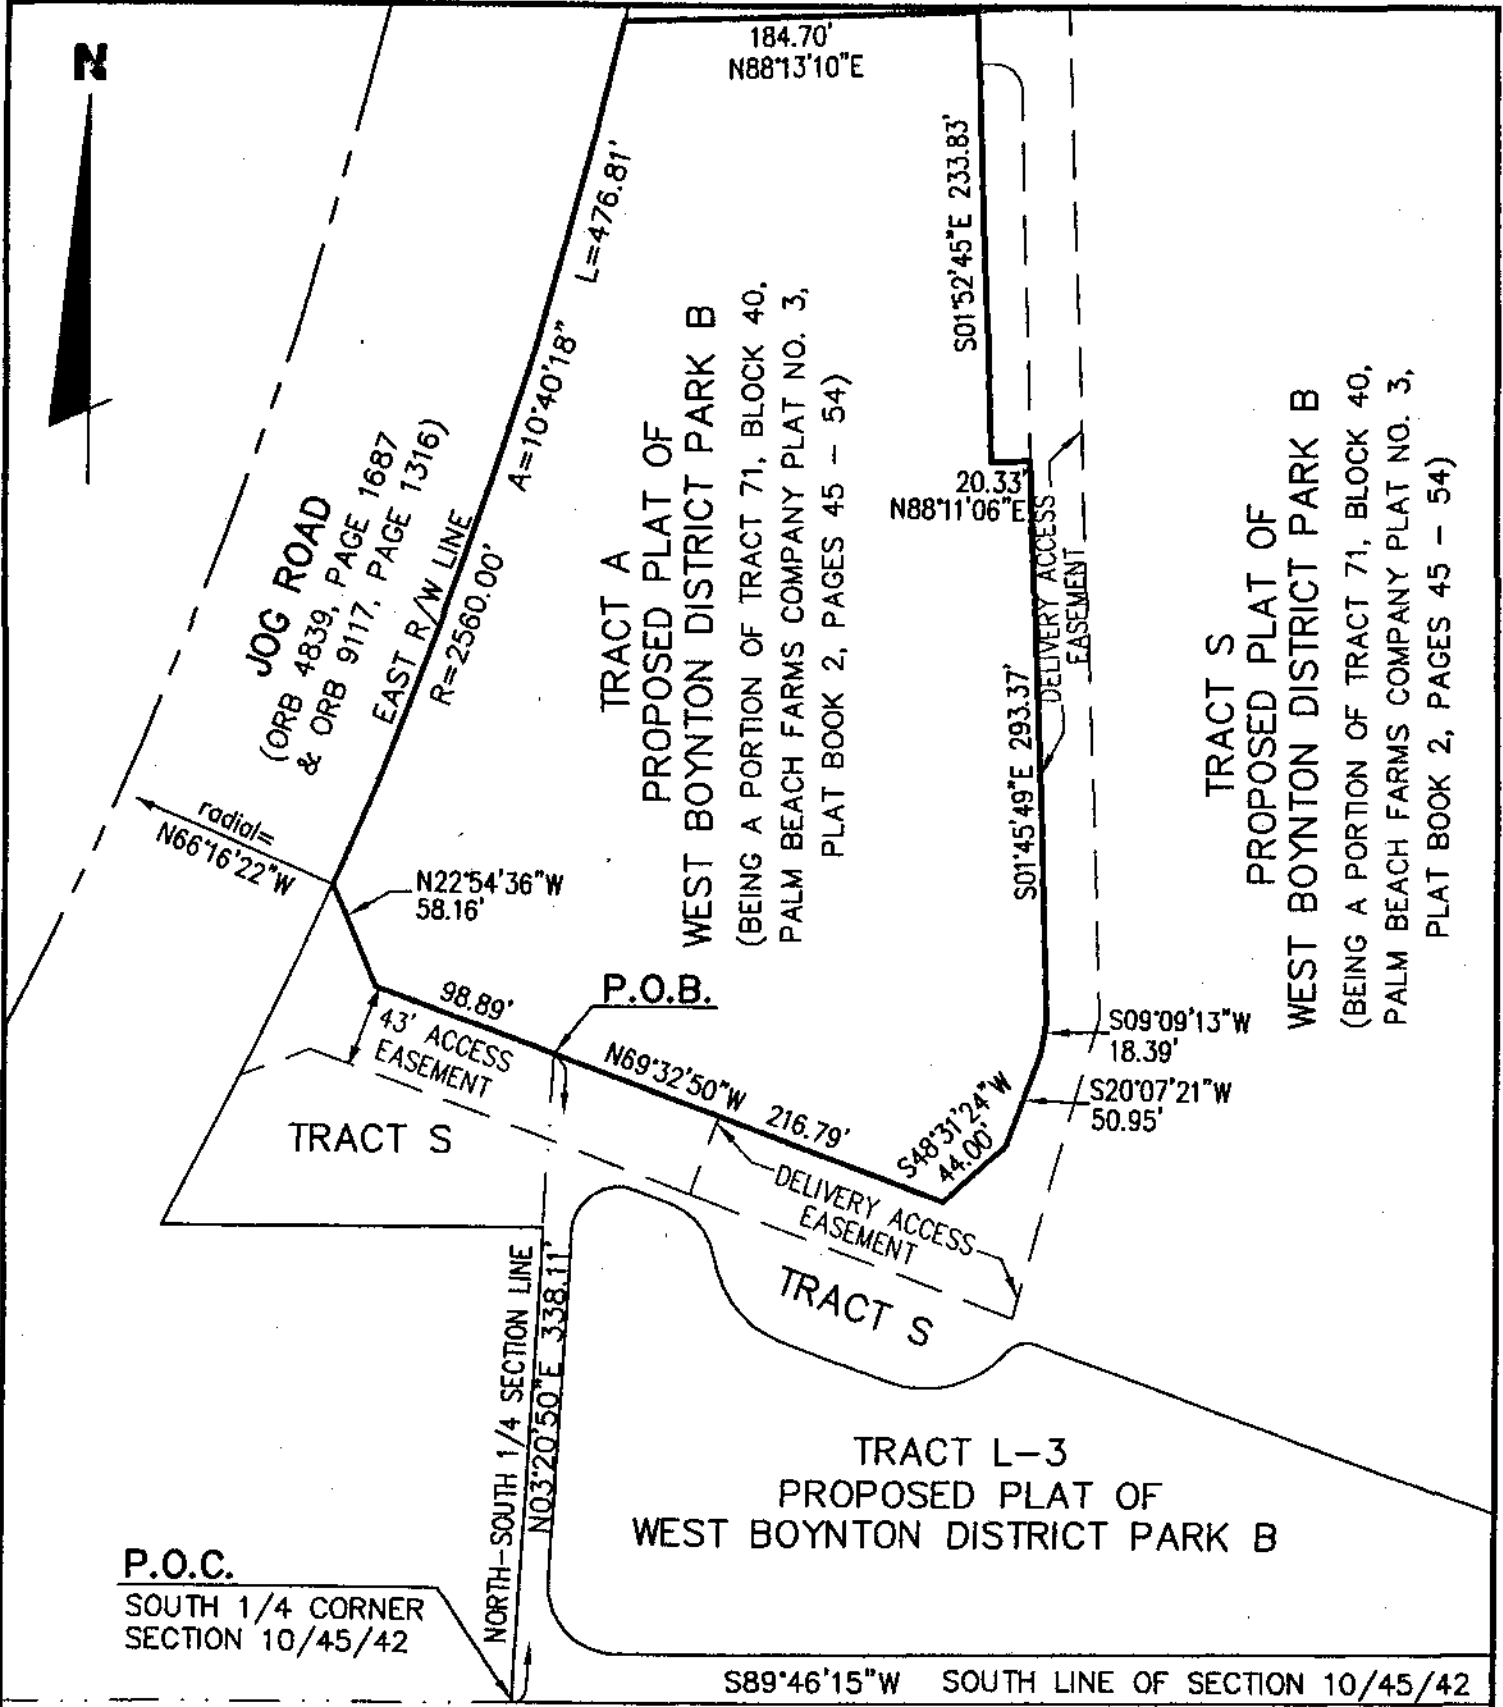 N
184.70'
N88°13'10"E
L=476.81'
A=10°40'18"
R=2560.00'
EAST R/W LINE
JOG ROAD
(ORB 4839, PAGE 1687
& ORB 9117, PAGE 1316)
S01°52'45"E 233.83'
20.33'
N88°11'06"E
DELIVERY ACCESS
EASEMENT
S01°45'49"E 293.37'
TRACT A
PROPOSED PLAT OF
WEST BOYNTON DISTRICT PARK B
(BEING A PORTION OF TRACT 71, BLOCK 40,
PALM BEACH FARMS COMPANY PLAT NO. 3,
PLAT BOOK 2, PAGES 45 – 54)
TRACT S
PROPOSED PLAT OF
WEST BOYNTON DISTRICT PARK B
(BEING A PORTION OF TRACT 71, BLOCK 40,
PALM BEACH FARMS COMPANY PLAT NO. 3,
PLAT BOOK 2, PAGES 45 – 54)
radial=
N66°16'22"W
N22°54'36"W
58.16'
98.89'
P.O.B.
43' ACCESS
EASEMENT
N69°32'50"W 216.79'
S09°09'13"W
18.39'
S20°07'21"W
50.95'
S48°31'24"W
44.00'
TRACT S
DELIVERY ACCESS
EASEMENT
TRACT S
NORTH-SOUTH 1/4 SECTION LINE
N03°20'50"E 338.11'
TRACT L-3
PROPOSED PLAT OF
WEST BOYNTON DISTRICT PARK B
P.O.C.
SOUTH 1/4 CORNER
SECTION 10/45/42
S89°46'15"W SOUTH LINE OF SECTION 10/45/42